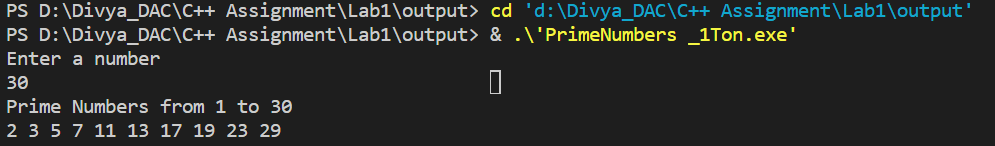 PS D:\Divya_DAC\C++ Assignment\Lab1\output> cd 'd:\Divya_DAC\C++ Assignment\Lab1\output'
PS D:\Divya_DAC\C++ Assignment\Lab1\output> & .\'PrimeNumbers _1Ton.exe'
Enter a number
30
Prime Numbers from 1 to 30
2 3 5 7 11 13 17 19 23 29